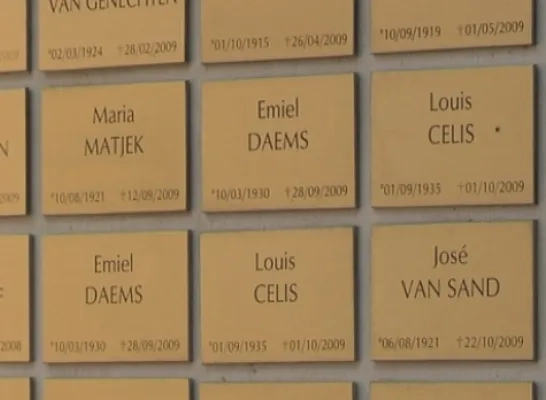 VAN GENECHTEN
*02/03/1924 †28/02/2009
*01/10/1915 †26/04/2009
*10/09/1919 †01/05/2009
Maria
MATJEK
*10/08/1921 †12/09/2009
Emiel
DAEMS
*10/03/1930 †28/09/2009
Louis
CELIS
*01/09/1935 †01/10/2009
N
2009
Emiel
DAEMS
*10/03/1930 †28/09/2009
Louis
CELIS
*01/09/1935 †01/10/2009
José
VAN SAND
*06/08/1921 †22/10/2009
2008